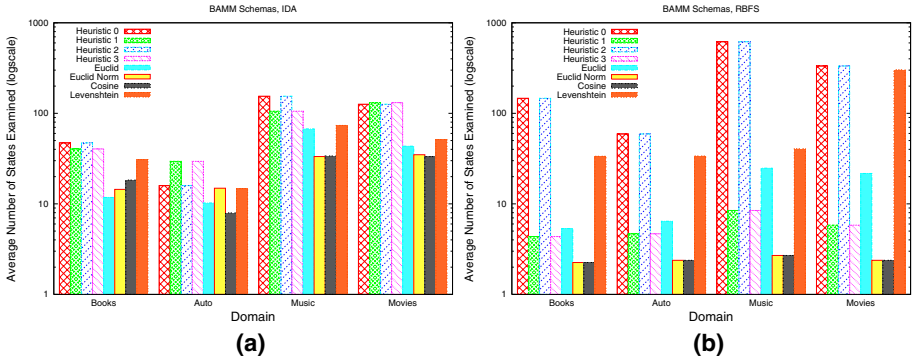 BAMM Schemas, IDA
Average Number of States Examined (logscale)
1000
100
10
1
Heuristic 0
Heuristic 1
Heuristic 2
Heuristic 3
Euclid
Euclid Norm
Cosine
Levenshtein
Books
Auto
Music
Movies
Domain
(a)
BAMM Schemas, RBFS
Average Number of States Examined (logscale)
1000
100
10
1
Heuristic 0
Heuristic 1
Heuristic 2
Heuristic 3
Euclid
Euclid Norm
Cosine
Levenshtein
Books
Auto
Music
Movies
Domain
(b)